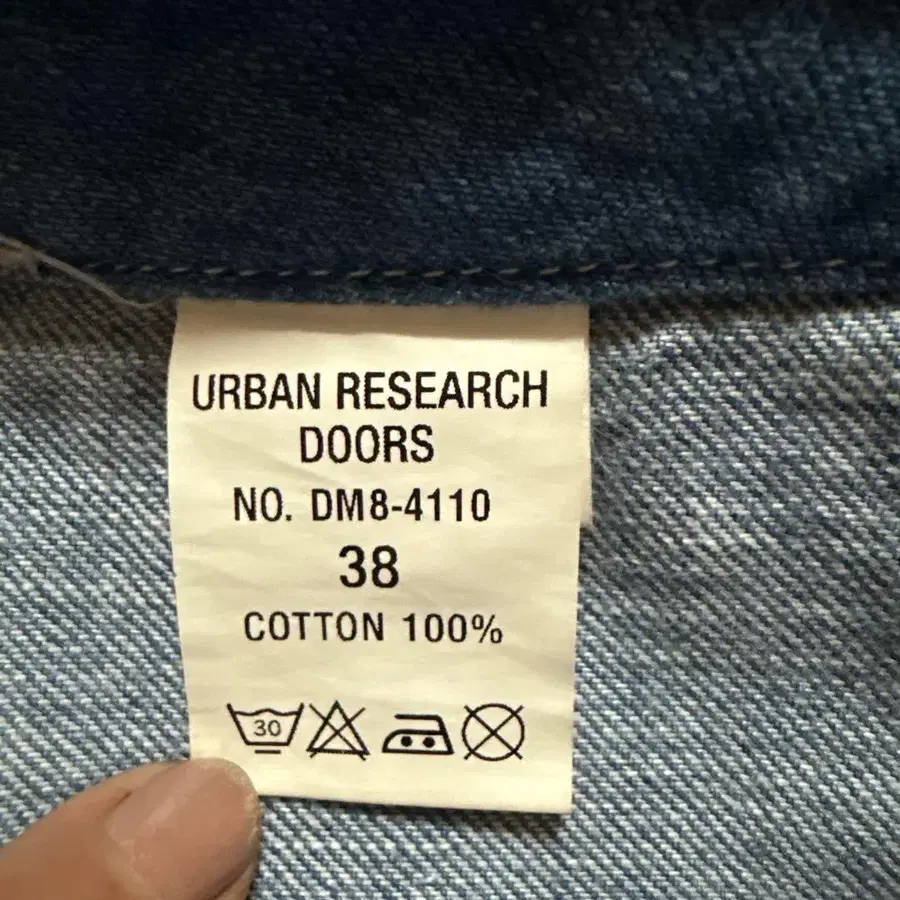 URBAN RESEARCH
DOORS
NO. DM8-4110
38
COTTON 100%
30